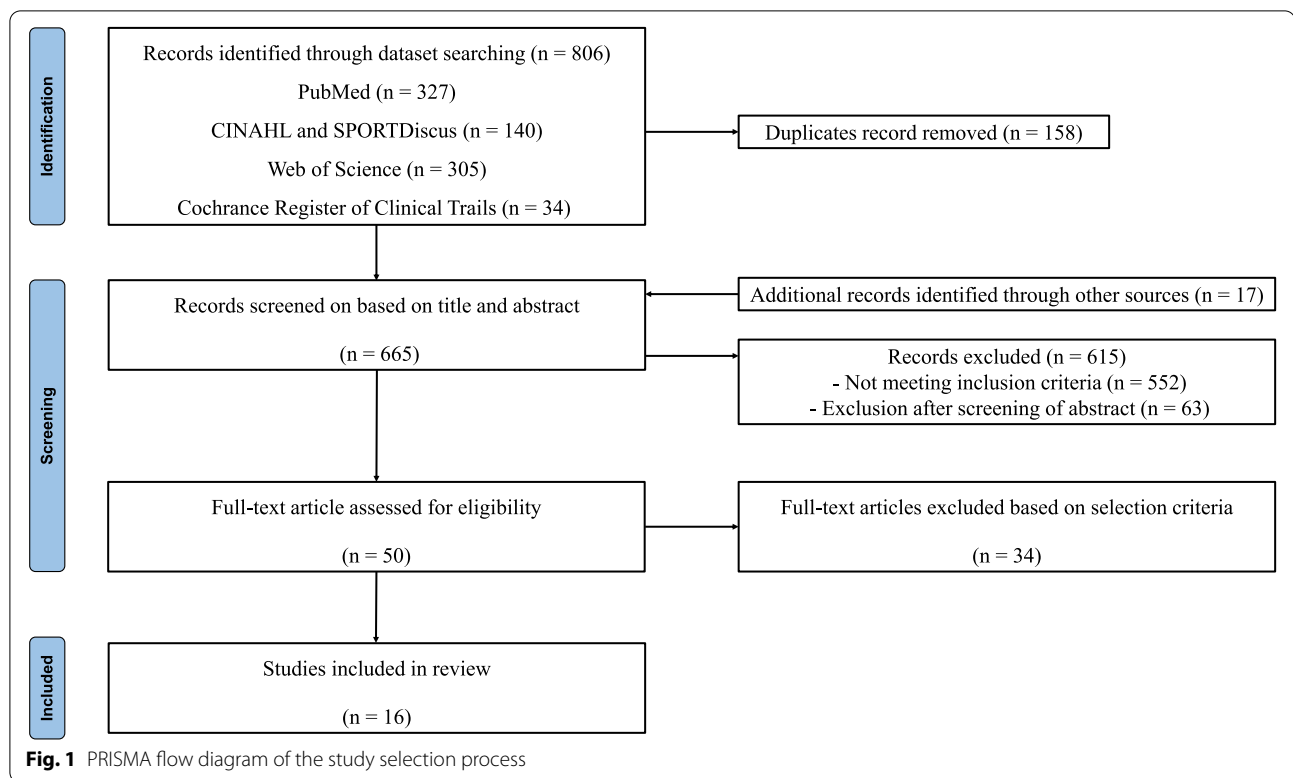 Identification
Records identified through dataset searching (n = 806)
PubMed (n = 327)
CINAHL and SPORTDiscus (n = 140)
Web of Science (n = 305)
Cochrance Register of Clinical Trails (n = 34)
Duplicates record removed (n = 158)
Screening
Records screened on based on title and abstract
(n = 665)
Additional records identified through other sources (n = 17)
Records excluded (n = 615)
- Not meeting inclusion criteria (n = 552)
- Exclusion after screening of abstract (n = 63)
Full-text article assessed for eligibility
(n = 50)
Full-text articles excluded based on selection criteria
(n = 34)
Included
Studies included in review
(n = 16)
Fig. 1 PRISMA flow diagram of the study selection process